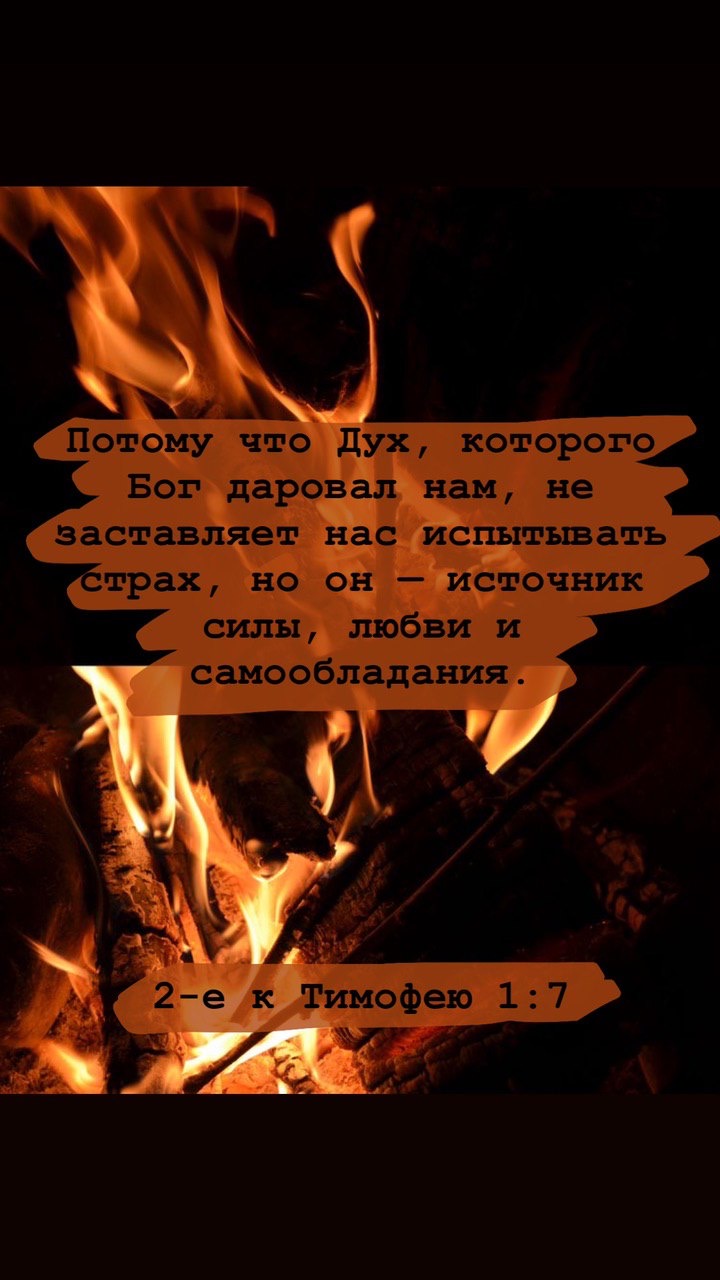 Потому что Дух, которого
Бог даровал нам, не
заставляет нас испытывать
страх, но он — источник
силы, любви и
самообладания.
2-е к Тимофею 1:7